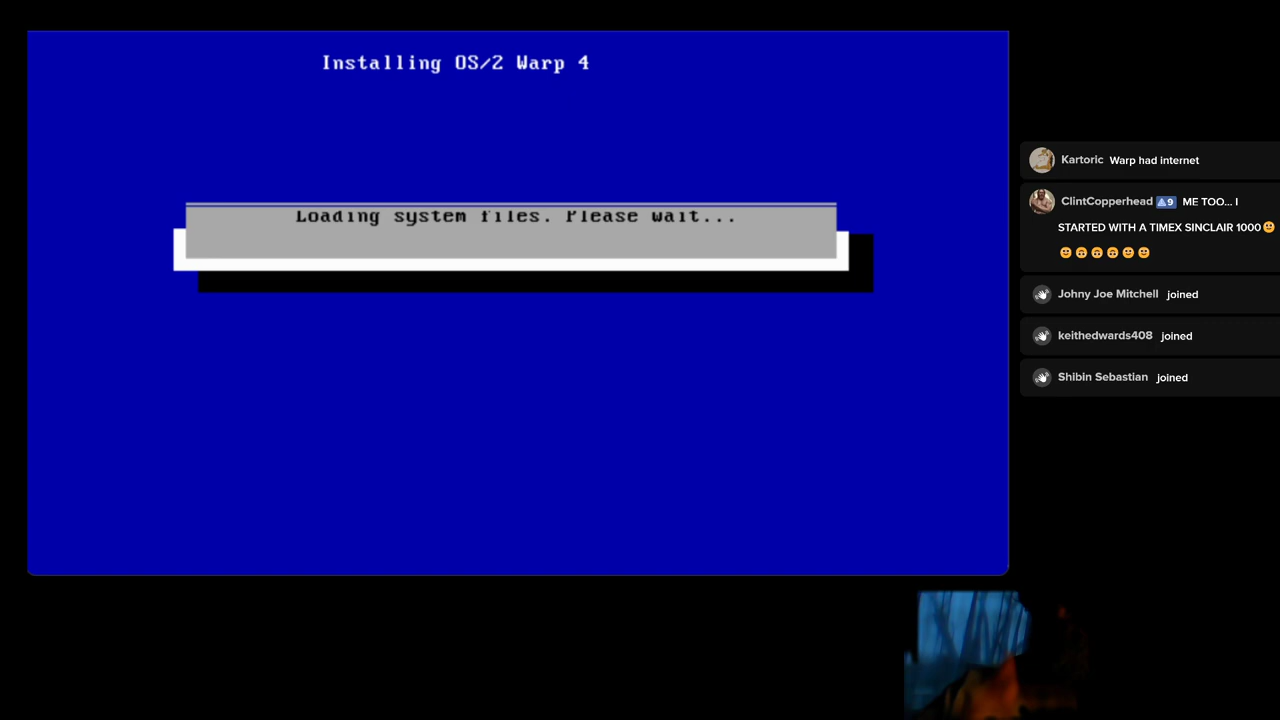 Installing OS/2 Warp 4
Loading system files. Please wait...
Kartoric Warp had internet
ClintCopperhead 9 ME TOO... I
STARTED WITH A TIMEX SINCLAIR 1000
Johny Joe Mitchell joined
keithedwards408 joined
Shibin Sebastian joined